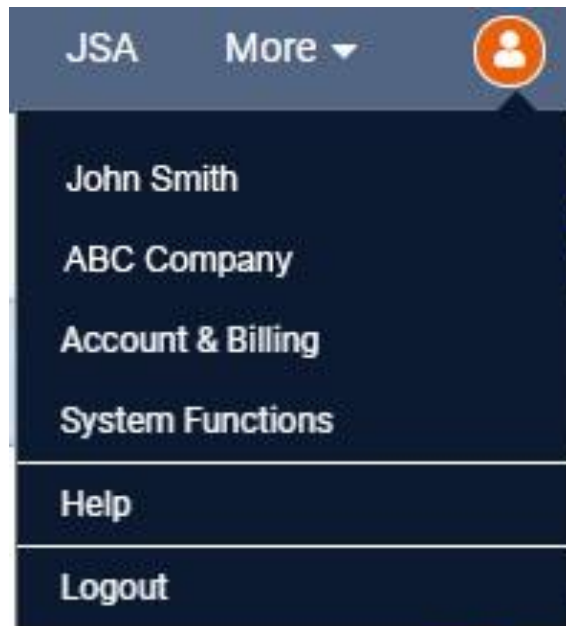 JSA More
John Smith
ABC Company
Account & Billing
System Functions
Help
Logout